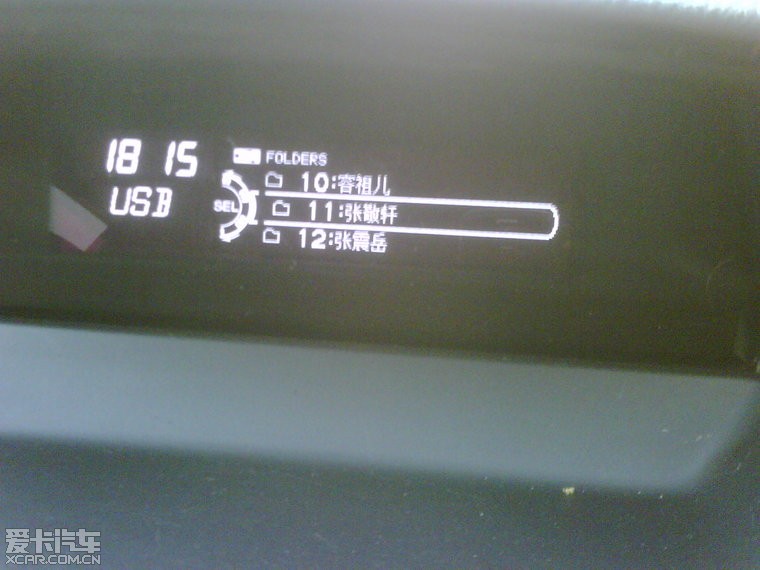 18 15
USB
FOLDERS
SEL
10:容祖儿
11:张敬轩
12:张震岳
爱卡汽车
XCAR.COM.CN